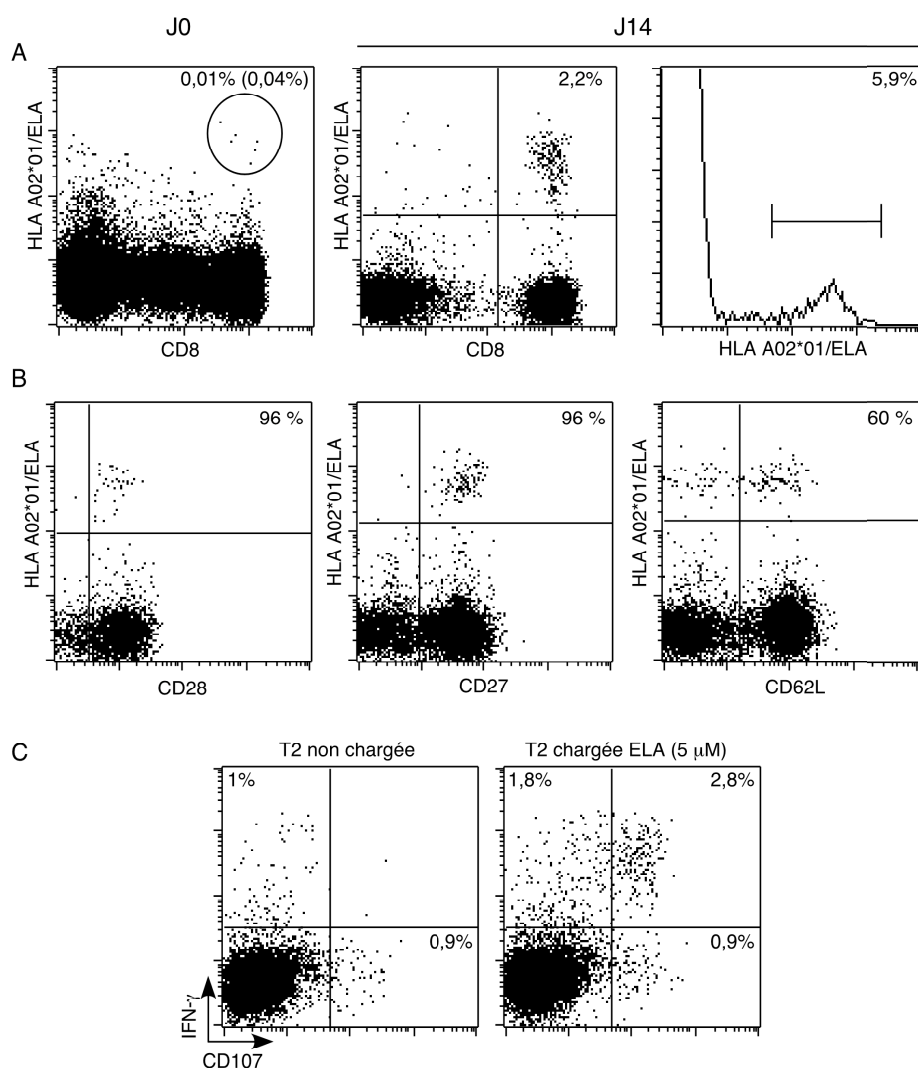 J0
J14
A
0,01% (0,04%)
2,2%
5,9%
HLA A02*01/ELA
HLA A02*01/ELA
CD8
CD8
HLA A02*01/ELA
B
96 %
96 %
60 %
HLA A02*01/ELA
HLA A02*01/ELA
HLA A02*01/ELA
CD28
CD27
CD62L
C
T2 non chargée
T2 chargée ELA (5 µM)
1%
1,8%
2,8%
0,9%
0,9%
IFN-γ
CD107